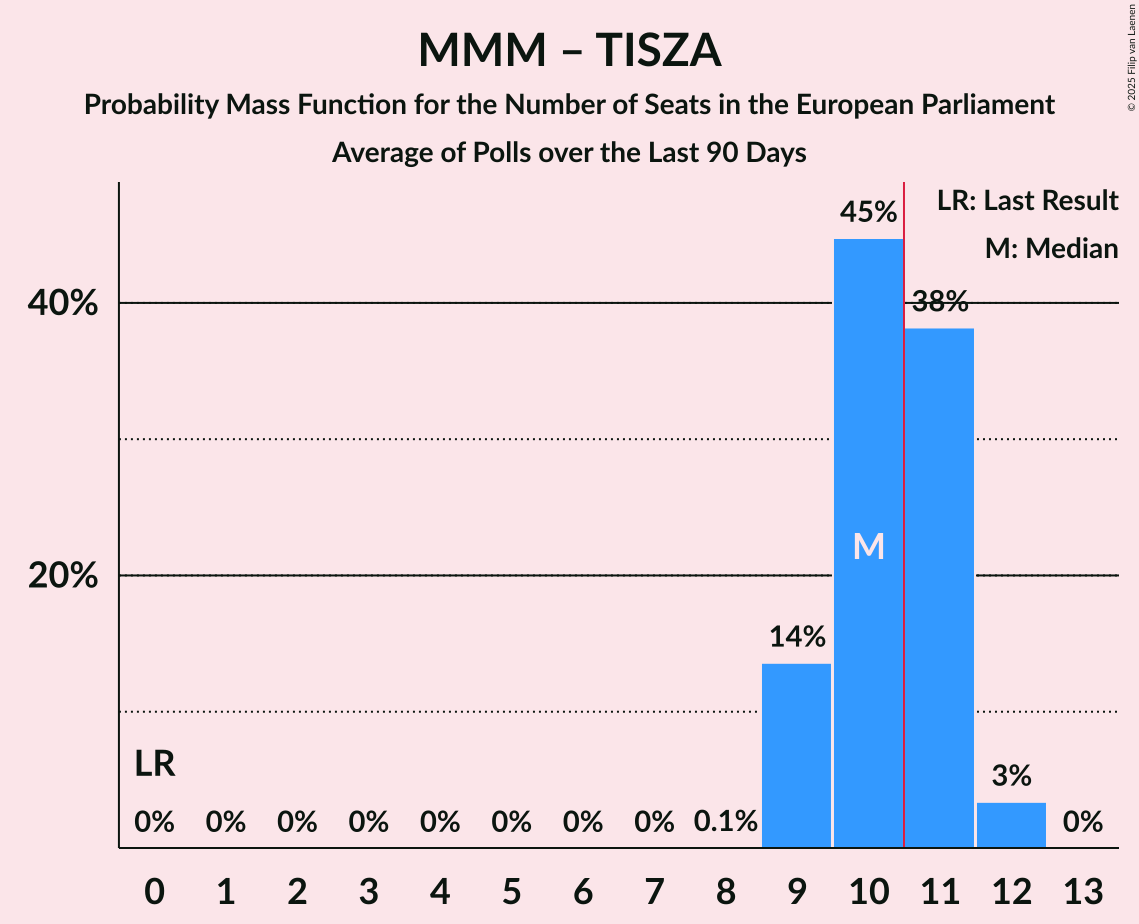 MMM – TISZA
Probability Mass Function for the Number of Seats in the European Parliament
Average of Polls over the Last 90 Days
© 2025 Filip van Laenen
LR: Last Result
M: Median
45%
40%
38%
M
20%
14%
LR
3%
0% 0% 0% 0% 0% 0% 0% 0% 0.1% 0%
0 1 2 3 4 5 6 7 8 9 10 11 12 13